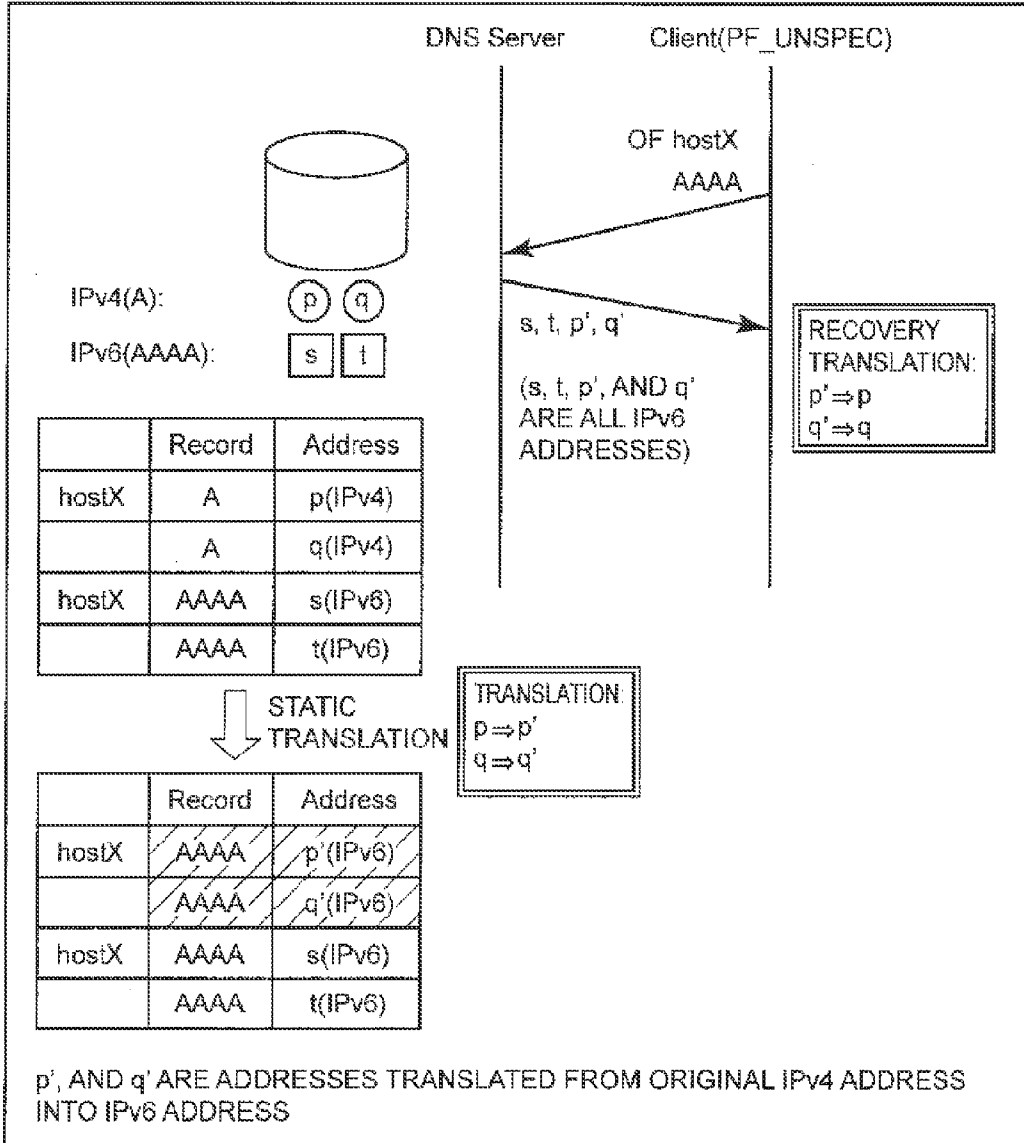 DNS Server Client(PF_UNSPEC)
OF hostX
AAAA
IPv4(A): p q
IPv6(AAAA): s t
s, t, p', q'
(s, t, p', AND q'
ARE ALL IPv6
ADDRESSES)
RECOVERY
TRANSLATION:
p'⇒p
q'⇒q
Record Address
hostX A p(IPv4)
A q(IPv4)
hostX AAAA s(IPv6)
AAAA t(IPv6)
STATIC
TRANSLATION
TRANSLATION:
p⇒p'
q⇒q'
Record Address
hostX AAAA p'(IPv6)
AAAA q'(IPv6)
hostX AAAA s(IPv6)
AAAA t(IPv6)
p', AND q' ARE ADDRESSES TRANSLATED FROM ORIGINAL IPv4 ADDRESS
INTO IPv6 ADDRESS